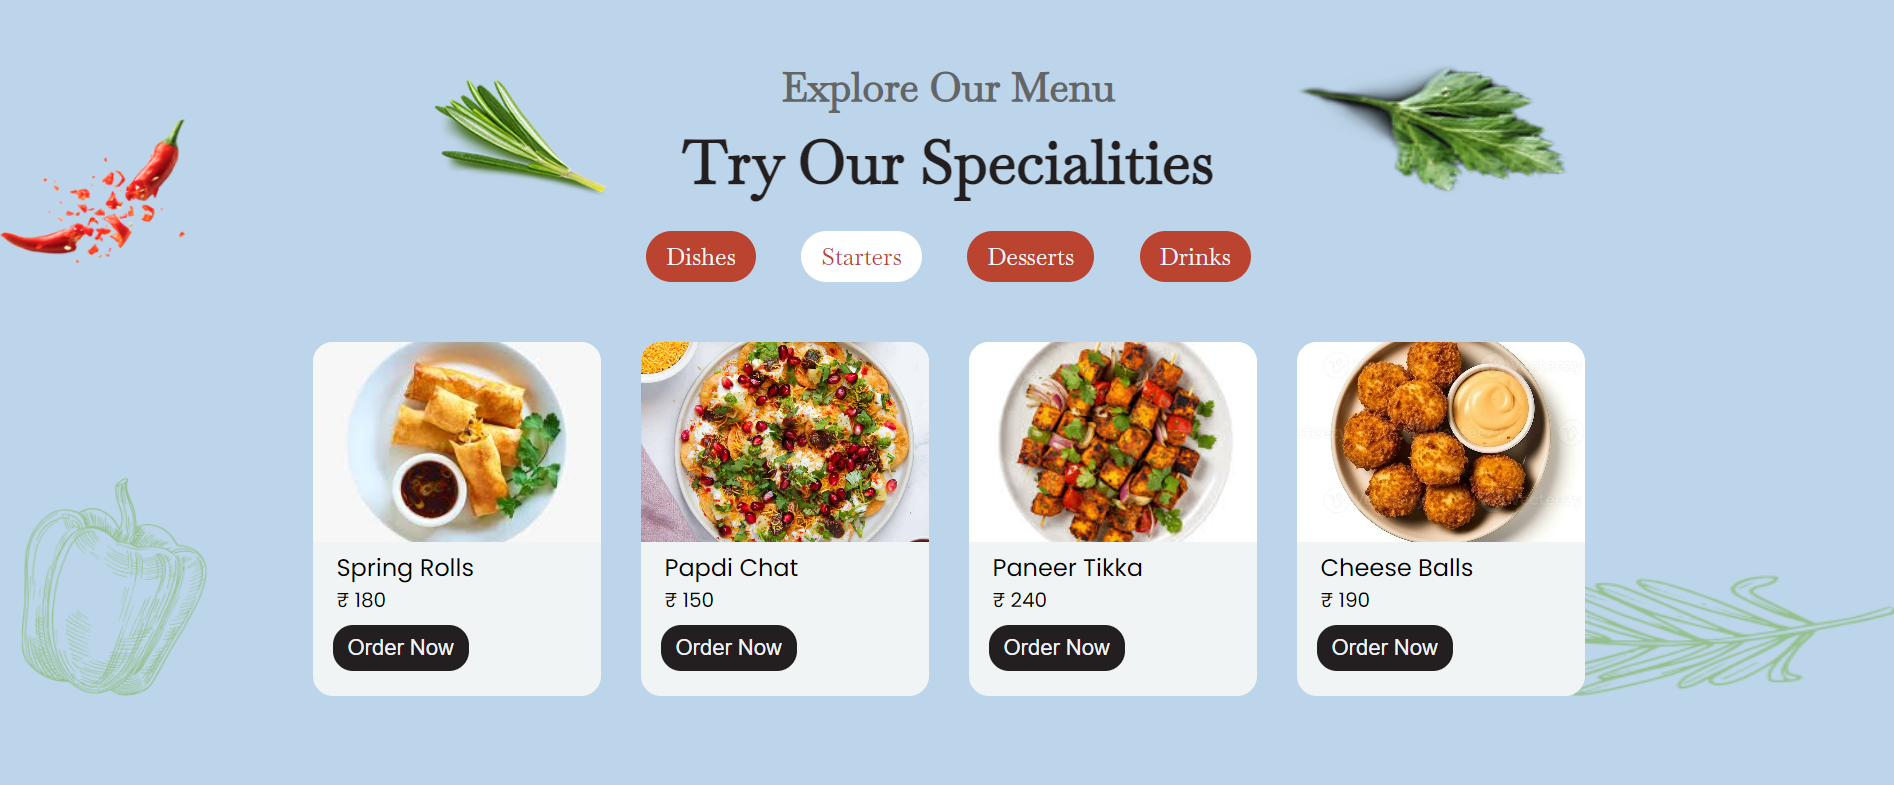 Explore Our Menu
Try Our Specialities
Dishes
Starters
Desserts
Drinks
Spring Rolls
₹ 180
Order Now
Papdi Chat
₹ 150
Order Now
Paneer Tikka
₹ 240
Order Now
Cheese Balls
₹ 190
Order Now